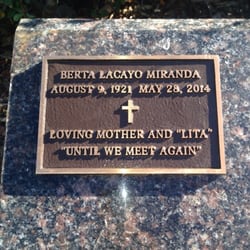 BERTA LACAYO MIRANDA
AUGUST 9, 1921 MAY 28, 2014
LOVING MOTHER AND "LITA"
"UNTIL WE MEET AGAIN"